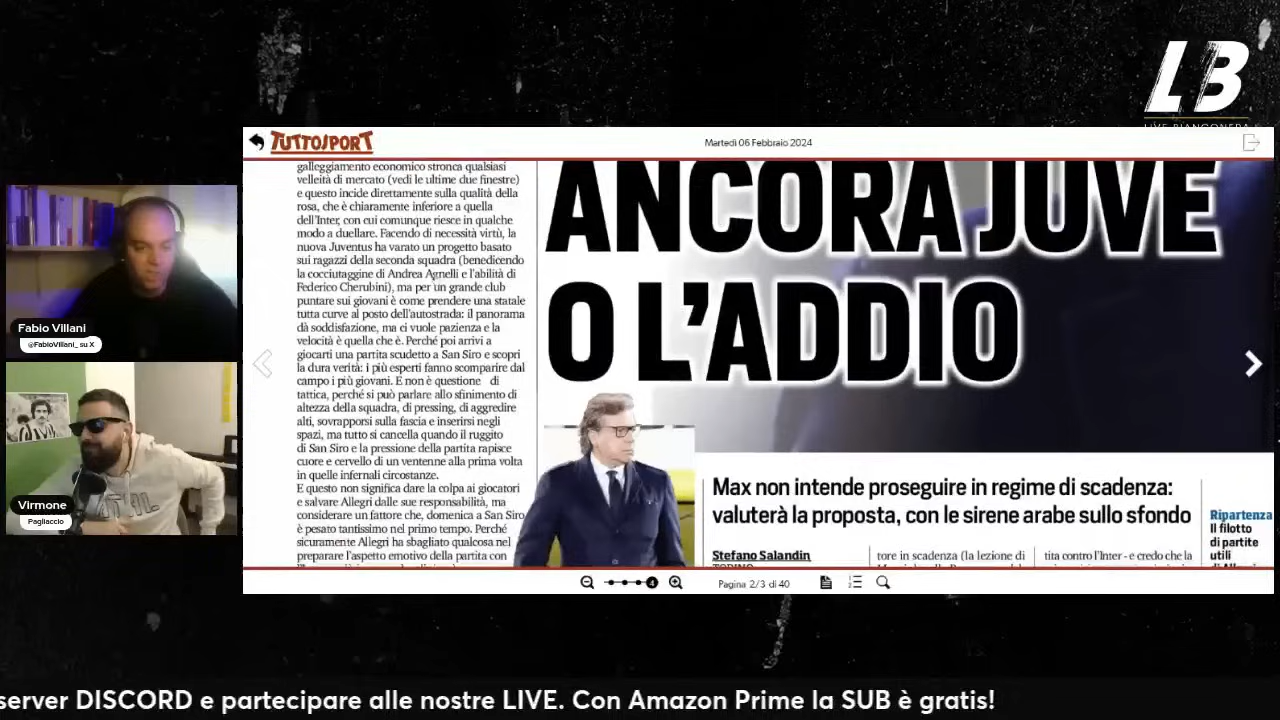 LB
TUTTOSPORT
Martedì 06 Febbraio 2024
galleggiamento economico stronca qualsiasi
velleità di mercato (vedi le ultime due finestre)
e questo incide direttamente sulla qualità della
rosa, che è chiaramente inferiore a quella
dell'Inter, con cui comunque riesce in qualche
modo a duellare. Facendo di necessità virtù, la
nuova Juventus ha varato un progetto basato
sui ragazzi della seconda squadra (benedicendo
la cocciutaggine di Andrea Agnelli e l'abilità di
Federico Cherubini), ma per un grande club
puntare sui giovani è come prendere una statale
tutta curve al posto dell'autostrada: il panorama
dà soddisfazione, ma ci vuole pazienza e la
velocità è quella che è. Perché poi arrivi a
giocarti una partita scudetto a San Siro e scopri
la dura verità: i più esperti fanno scomparire dal
campo i più giovani. E non è questione di
tattica, perché si può parlare allo sfinimento di
altezza della squadra, di pressing, di aggredire
alti, sovrapporsi sulla fascia e inserirsi negli
spazi, ma tutto si cancella quando il ruggito
di San Siro e la pressione della partita rapisce
cuore e cervello di un ventenne alla prima volta
in quelle infernali circostanze.
E questo non significa dare la colpa ai giocatori
e salvare Allegri dalle sue responsabilità, ma
considerare un fattore che, domenica a San Siro
è pesato tantissimo nel primo tempo. Perché
sicuramente Allegri ha sbagliato qualcosa nel
preparare l'aspetto emotivo della partita con
ANCORA JUVE
O L'ADDIO
Max non intende proseguire in regime di scadenza:
valuterà la proposta, con le sirene arabe sullo sfondo
Stefano Salandin
tore in scadenza (la lezione di
tita contro l'Inter - e credo che la
Ripartenza
Il filotto
di partite
utili
Pagina 2/3 di 40
Fabio Villani
@FabioVillani_ su X
Virmone
Pagliaccio
server DISCORD e partecipare alle nostre LIVE. Con Amazon Prime la SUB è gratis!